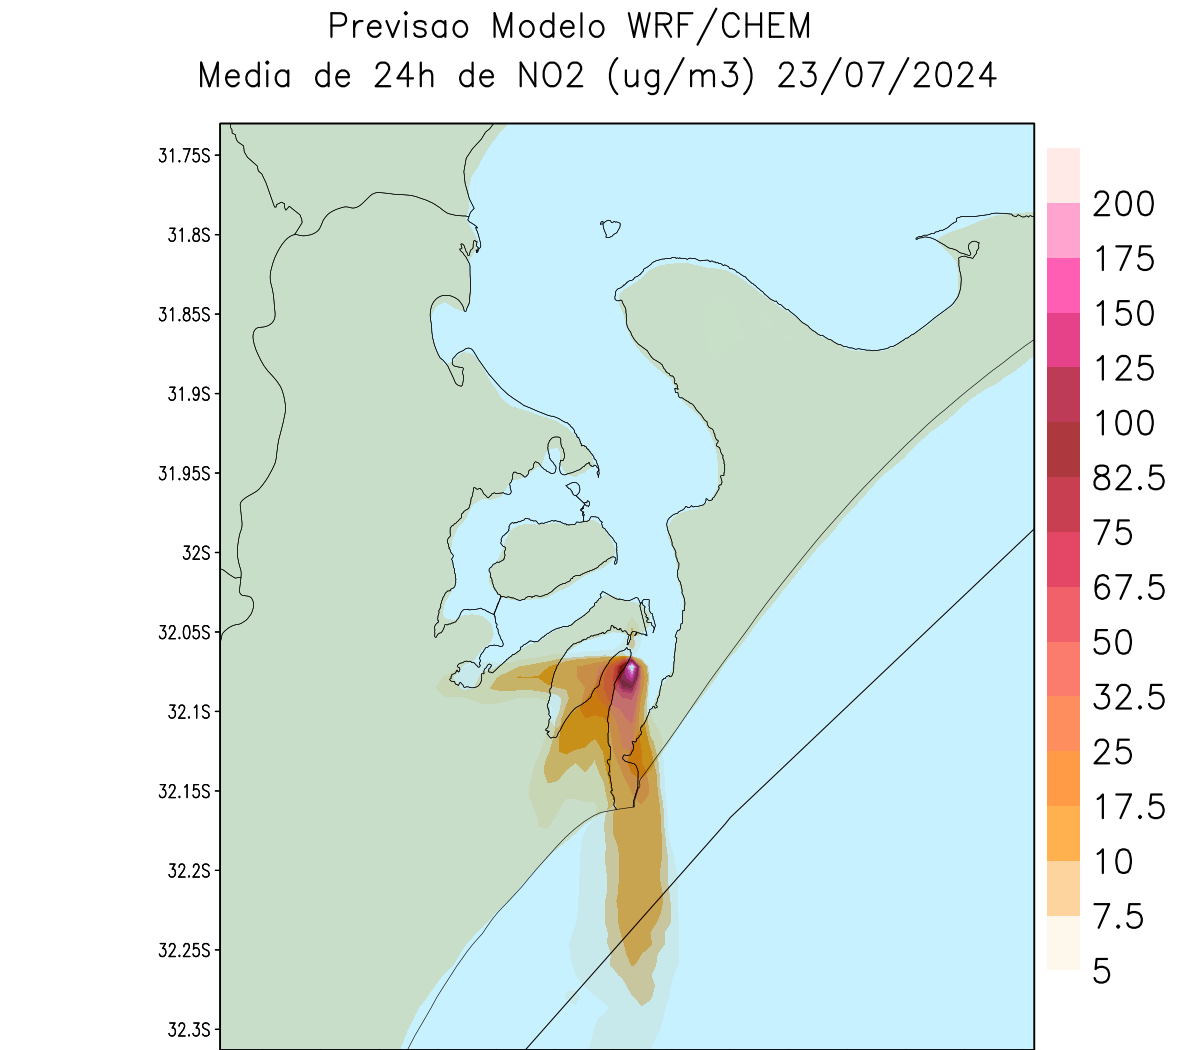 Previsao Modelo WRF/CHEM
Media de 24h de NO2 (ug/m3) 23/07/2024
31.75S
31.8S
31.85S
31.9S
31.95S
32S
32.05S
32.1S
32.15S
32.2S
32.25S
32.3S
200
175
150
125
100
82.5
75
67.5
50
32.5
25
17.5
10
7.5
5